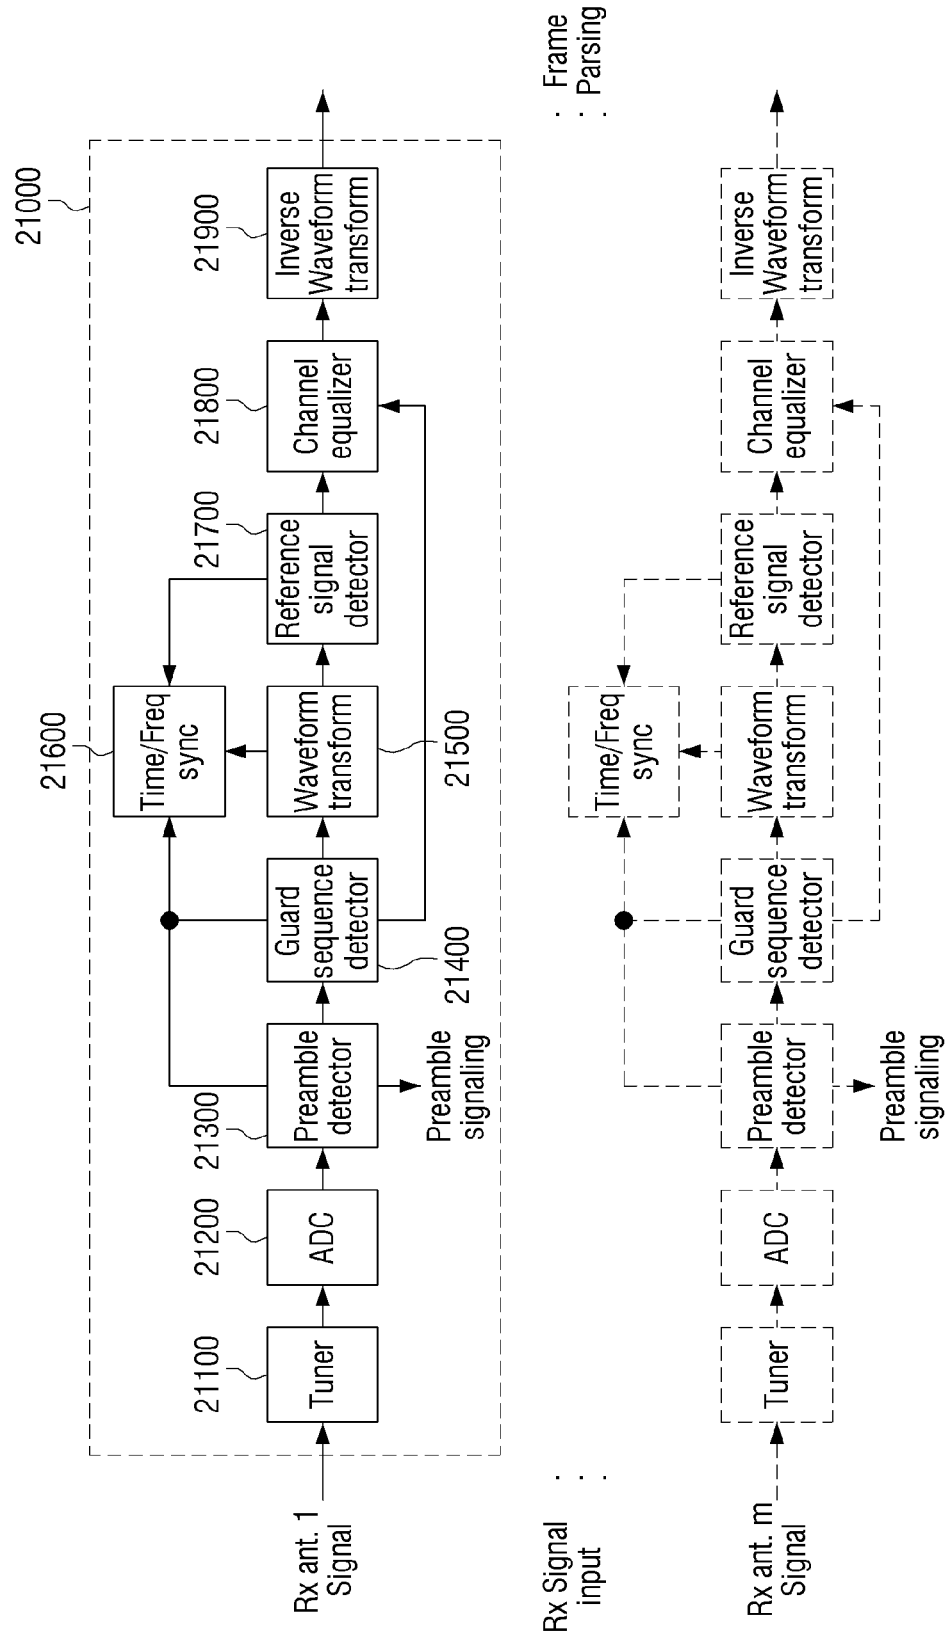 21000
21100
21200
21300
21400
21500
21600
21700
21800
21900
Rx ant. 1
Signal
Tuner
ADC
Preamble
detector
Preamble
signaling
Guard
sequence
detector
Time/Freq
sync
Waveform
transform
Reference
signal
detector
Channel
equalizer
Inverse
Waveform
transform
Rx Signal
input
Frame
Parsing
Rx ant. m
Signal
Tuner
ADC
Preamble
detector
Preamble
signaling
Guard
sequence
detector
Time/Freq
sync
Waveform
transform
Reference
signal
detector
Channel
equalizer
Inverse
Waveform
transform